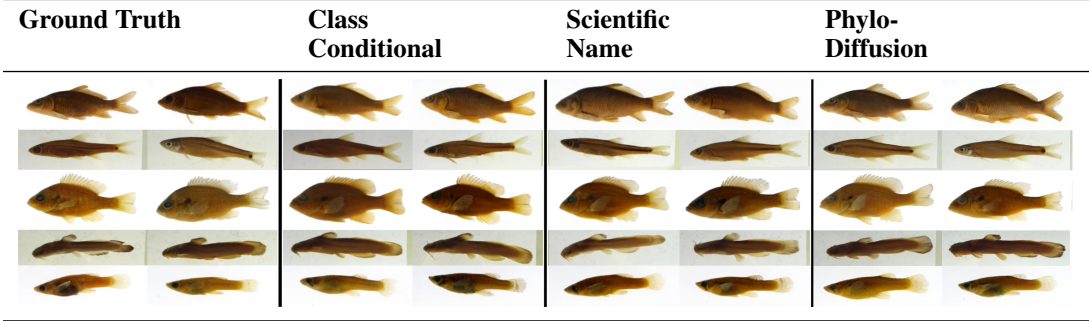 Ground Truth
Class
Conditional
Scientific
Name
Phylo-
Diffusion